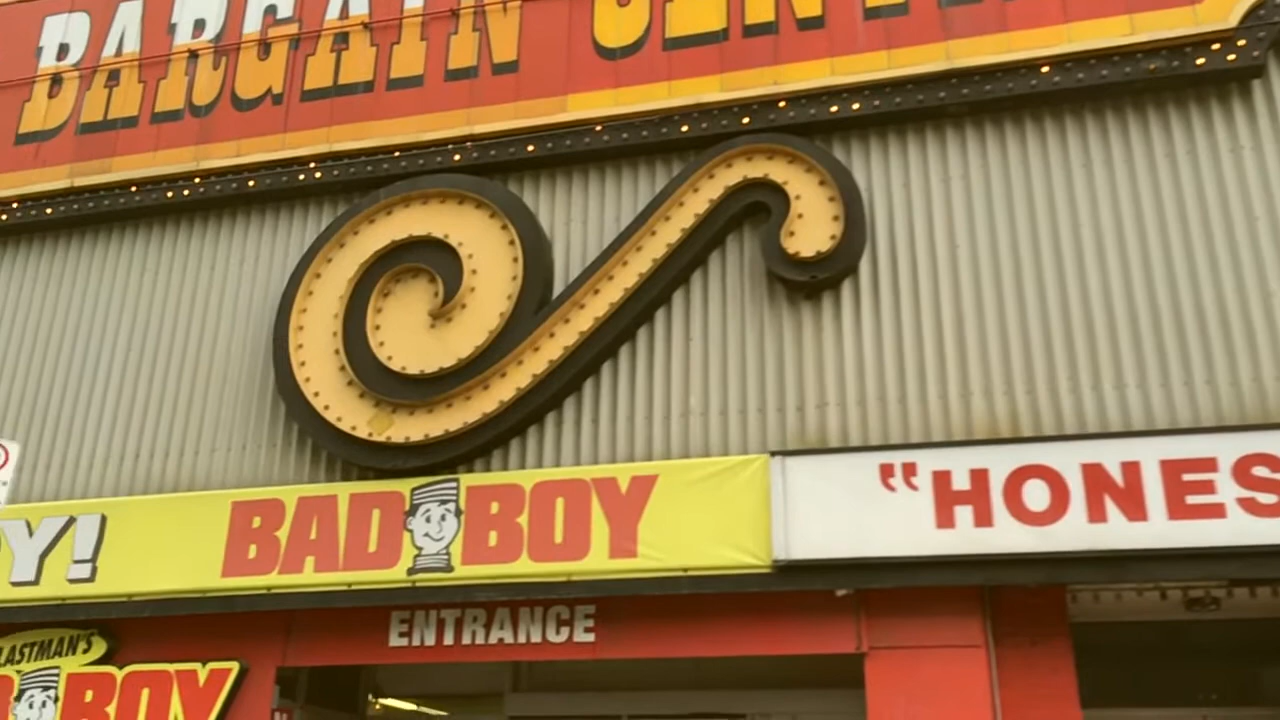 BARGAIN
Y! BAD BOY "HONES
ENTRANCE
LASTMAN'S
BOY